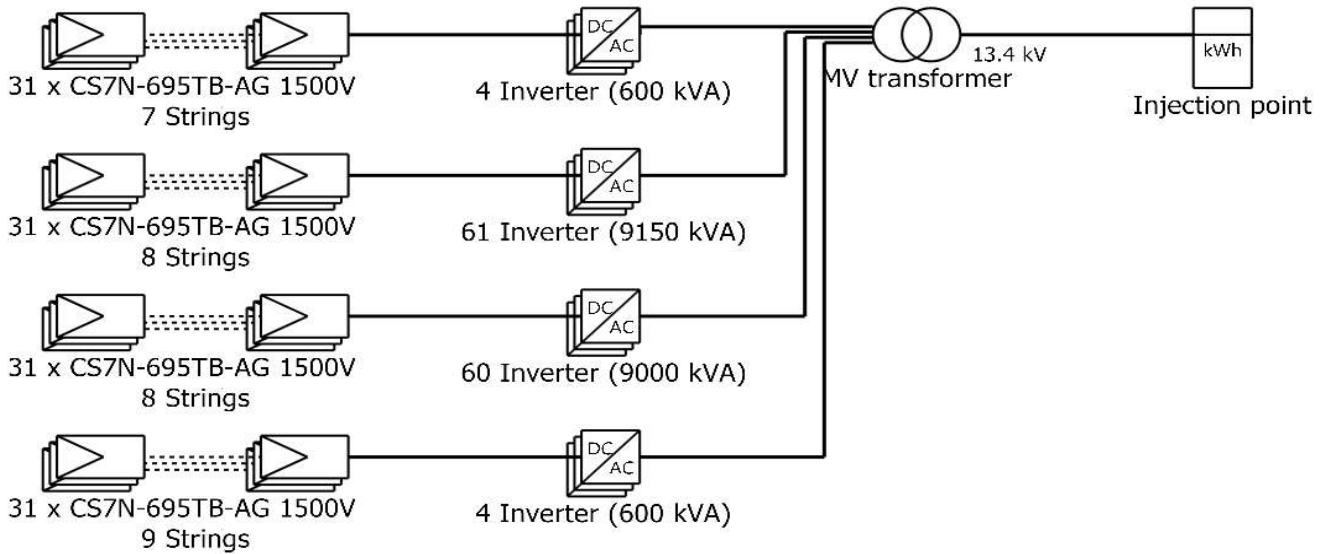 DC
AC
31 x CS7N-695TB-AG 1500V
7 Strings
4 Inverter (600 kVA)
MV transformer
13.4 kV
kWh
Injection point
DC
AC
31 x CS7N-695TB-AG 1500V
8 Strings
61 Inverter (9150 kVA)
DC
AC
31 x CS7N-695TB-AG 1500V
8 Strings
60 Inverter (9000 kVA)
DC
AC
31 x CS7N-695TB-AG 1500V
9 Strings
4 Inverter (600 kVA)